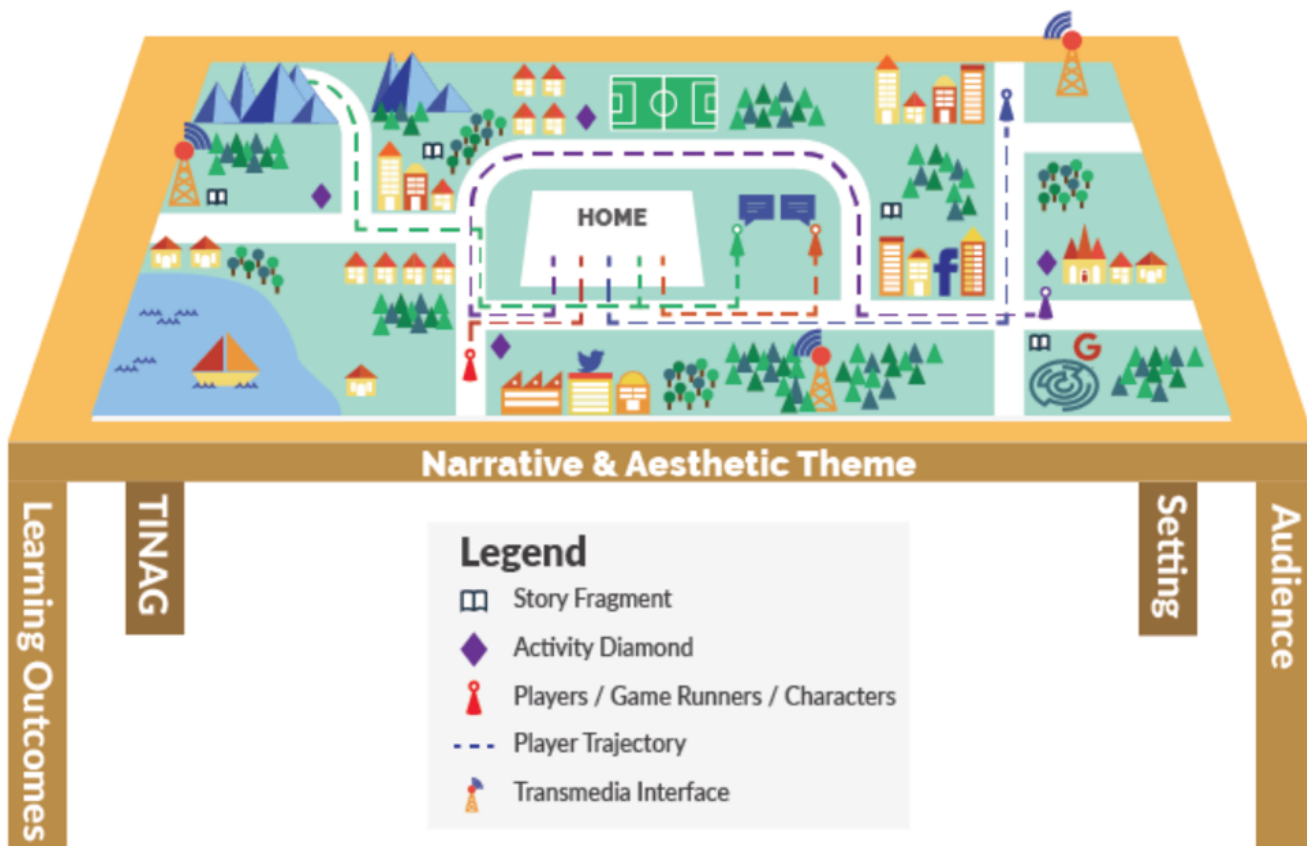 HOME
f
G
Narrative & Aesthetic Theme
Learning Outcomes
TINAG
Setting
Audience
Legend
Story Fragment
Activity Diamond
Players / Game Runners / Characters
Player Trajectory
Transmedia Interface